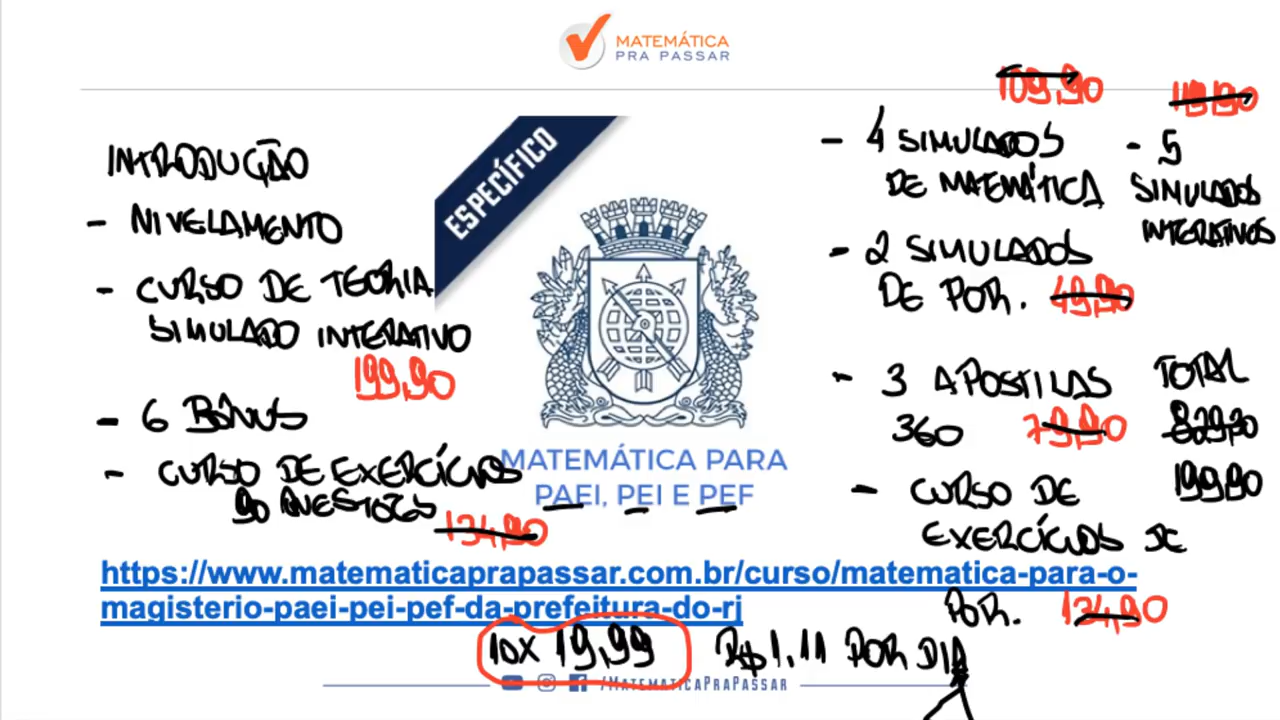 MATEMÁTICA
PRA PASSAR
INTRODUÇÃO
- NIVELAMENTO
- CURSO DE TEORIA
SIMULADO INTERATIVO
199,90
- 6 BÔNUS
- CURSO DE EXERCÍCIOS
90 QUESTÕES
134,90
ESPECÍFICO
MATEMÁTICA PARA
PAEI, PEI E PEF
109,90
- 4 SIMULADOS
DE MATEMÁTICA
- 2 SIMULADOS
DE POR. 49,90
- 3 APOSTILAS
360 79,90
- CURSO DE
EXERCÍCIOS DE
POR. 134,90
- 5
SIMULADOS
INTERATIVOS
TOTAL
199,90
https://www.matematicaprapassar.com.br/curso/matematica-para-o-
magisterio-paei-pei-pef-da-prefeitura-do-rj
10X 19,99 R$1,11 POR DIA
/MATEMATICAPRAPASSAR